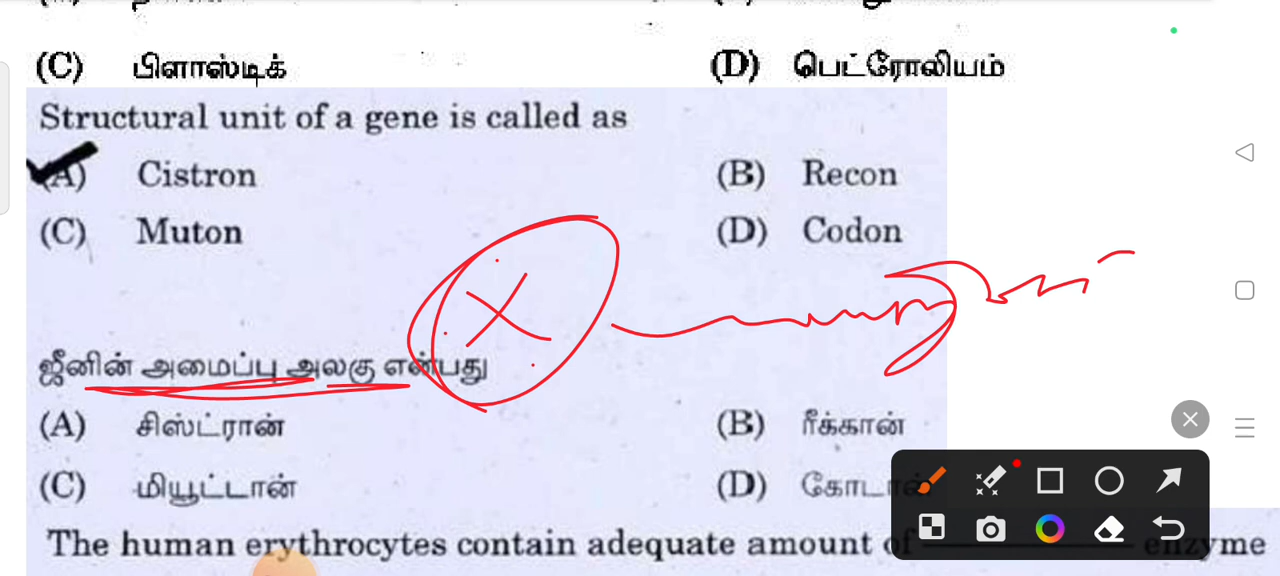 (C) பிளாஸ்டிக் (D) பெட்ரோலியம்
Structural unit of a gene is called as
(A) Cistron (B) Recon
(C) Muton (D) Codon
ஜீனின் அமைப்பு அலகு என்பது
(A) சிஸ்ட்ரான் (B) ரீக்கான்
(C) மியூட்டான் (D)
The human erythrocytes contain adequate amount of enzyme